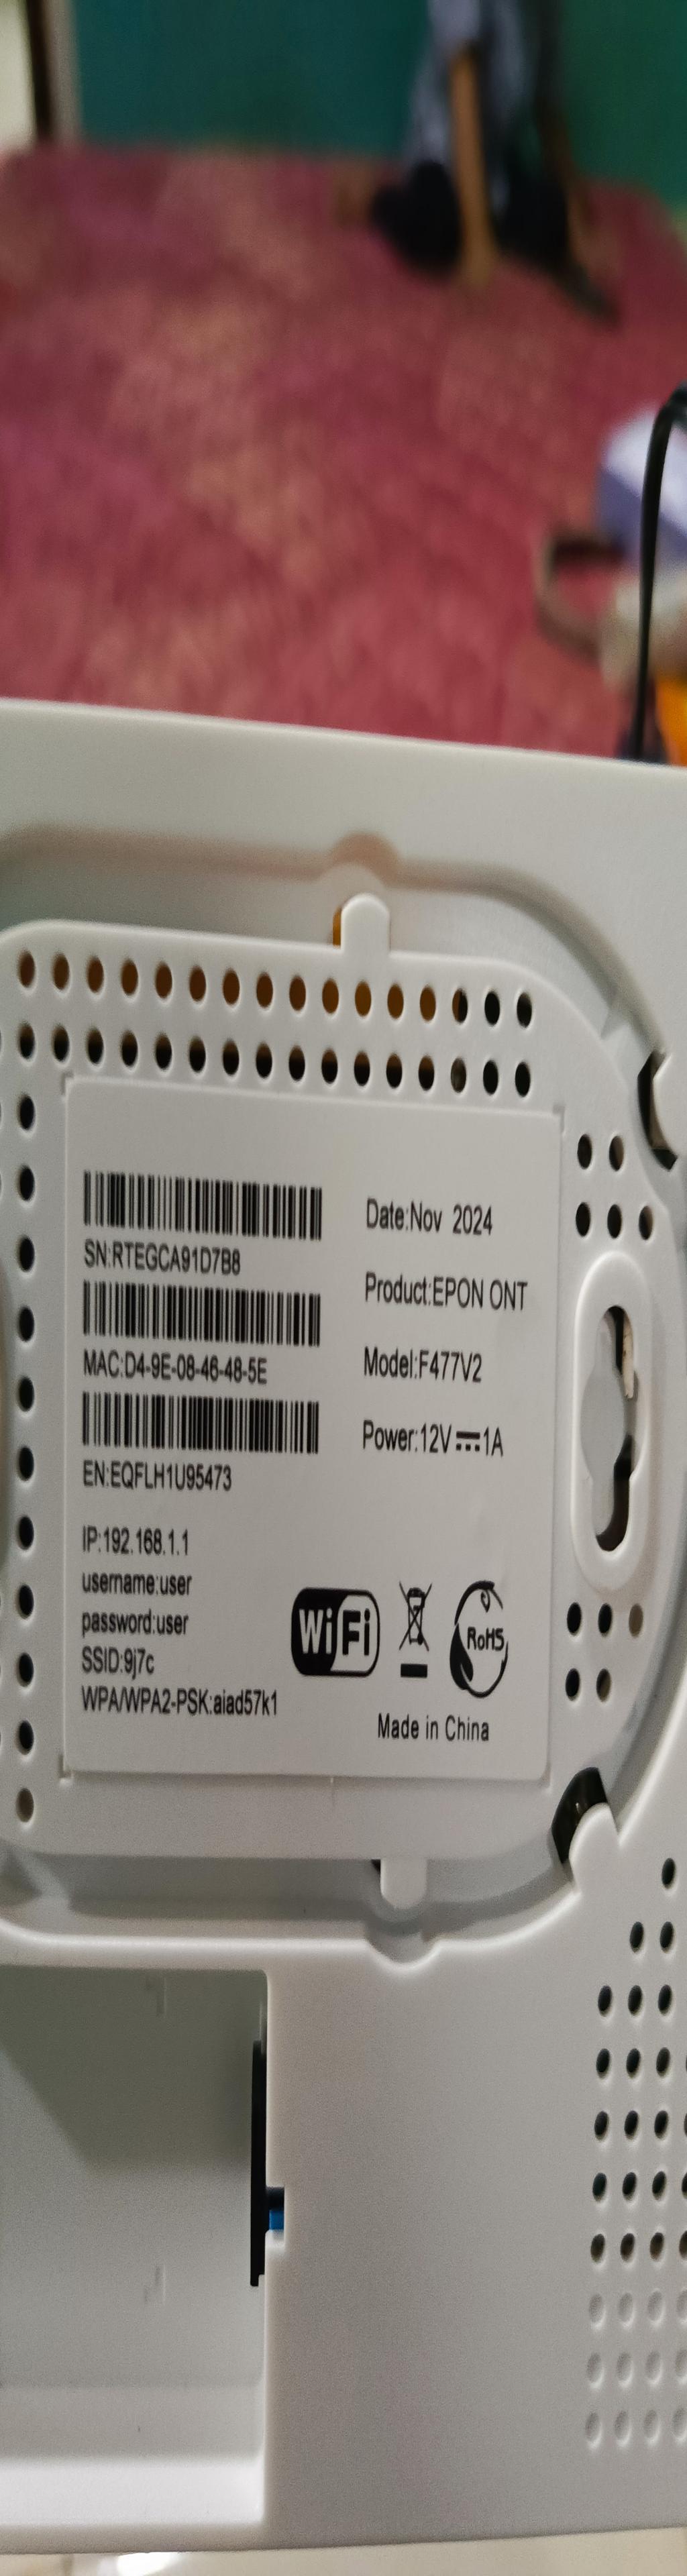 SN:RTEGCA91D7B8
MAC:D4-9E-08-46-48-5E
EN:EQFLH1U95473
IP:192.168.1.1
username:user
password:user
SSID:9j7c
WPA/WPA2-PSK:aiad57k1
Date:Nov 2024
Product:EPON ONT
Model:F477V2
Power:12V⎓1A
WiFi
RoHS
Made in China